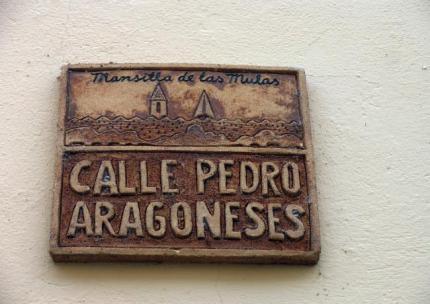 Mansilla de las Mulas
CALLE PEDRO
ARAGONESES